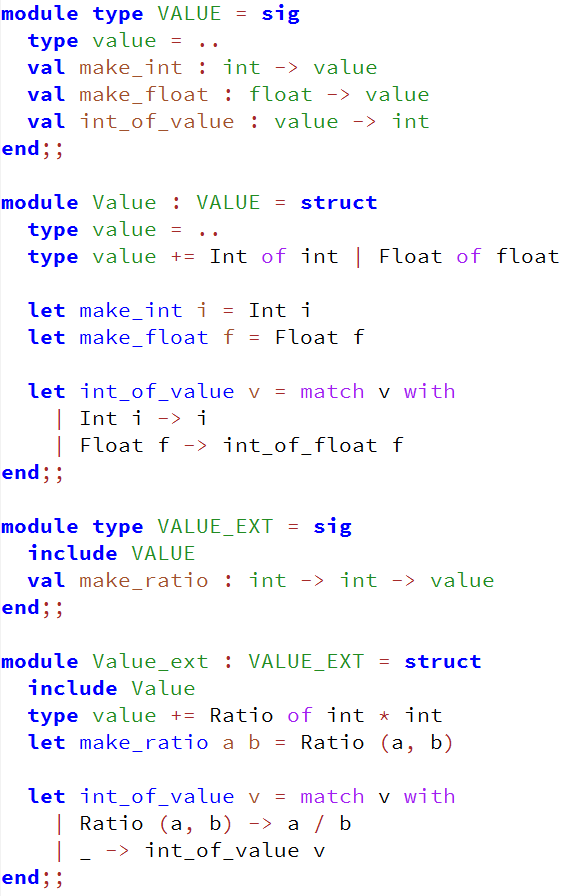 module type VALUE = sig
  type value = ..
  val make_int : int -> value
  val make_float : float -> value
  val int_of_value : value -> int
end;;

module Value : VALUE = struct
  type value = ..
  type value += Int of int | Float of float

  let make_int i = Int i
  let make_float f = Float f

  let int_of_value v = match v with
    | Int i -> i
    | Float f -> int_of_float f
end;;

module type VALUE_EXT = sig
  include VALUE
  val make_ratio : int -> int -> value
end;;

module Value_ext : VALUE_EXT = struct
  include Value
  type value += Ratio of int * int
  let make_ratio a b = Ratio (a, b)

  let int_of_value v = match v with
    | Ratio (a, b) -> a / b
    | _ -> int_of_value v
end;;